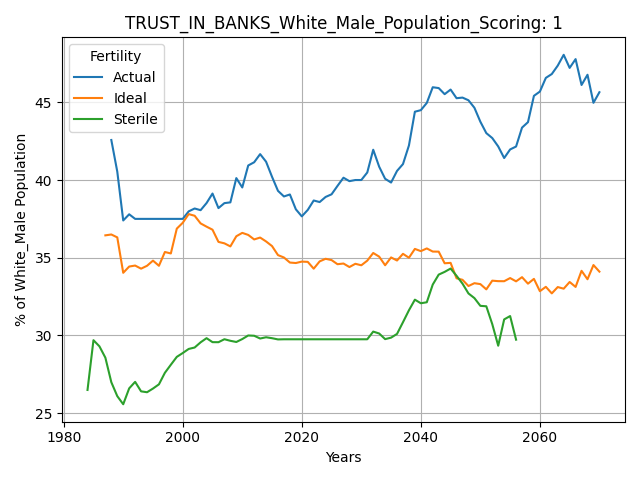 TRUST_IN_BANKS_White_Male_Population_Scoring: 1
Fertility
Actual
Ideal
Sterile
% of White_Male Population
45
40
35
30
25
1980 2000 2020 2040 2060
Years